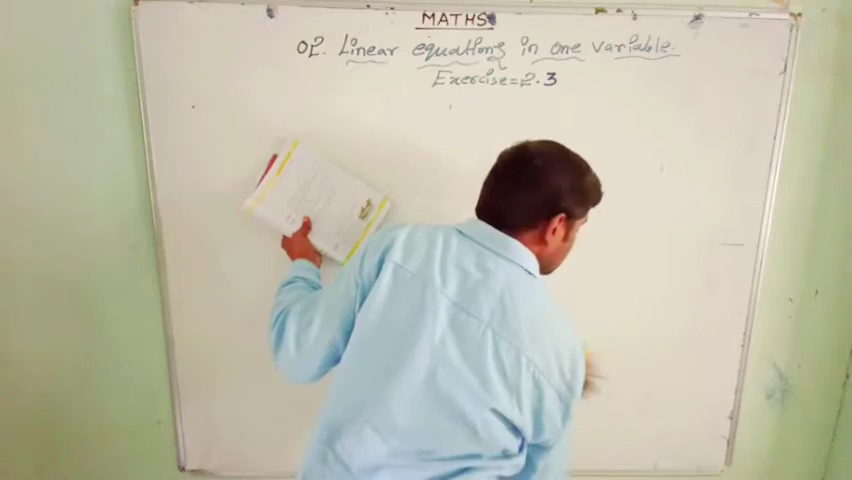 MATHS
02. Linear equations in one variable.
Exercise=2.3